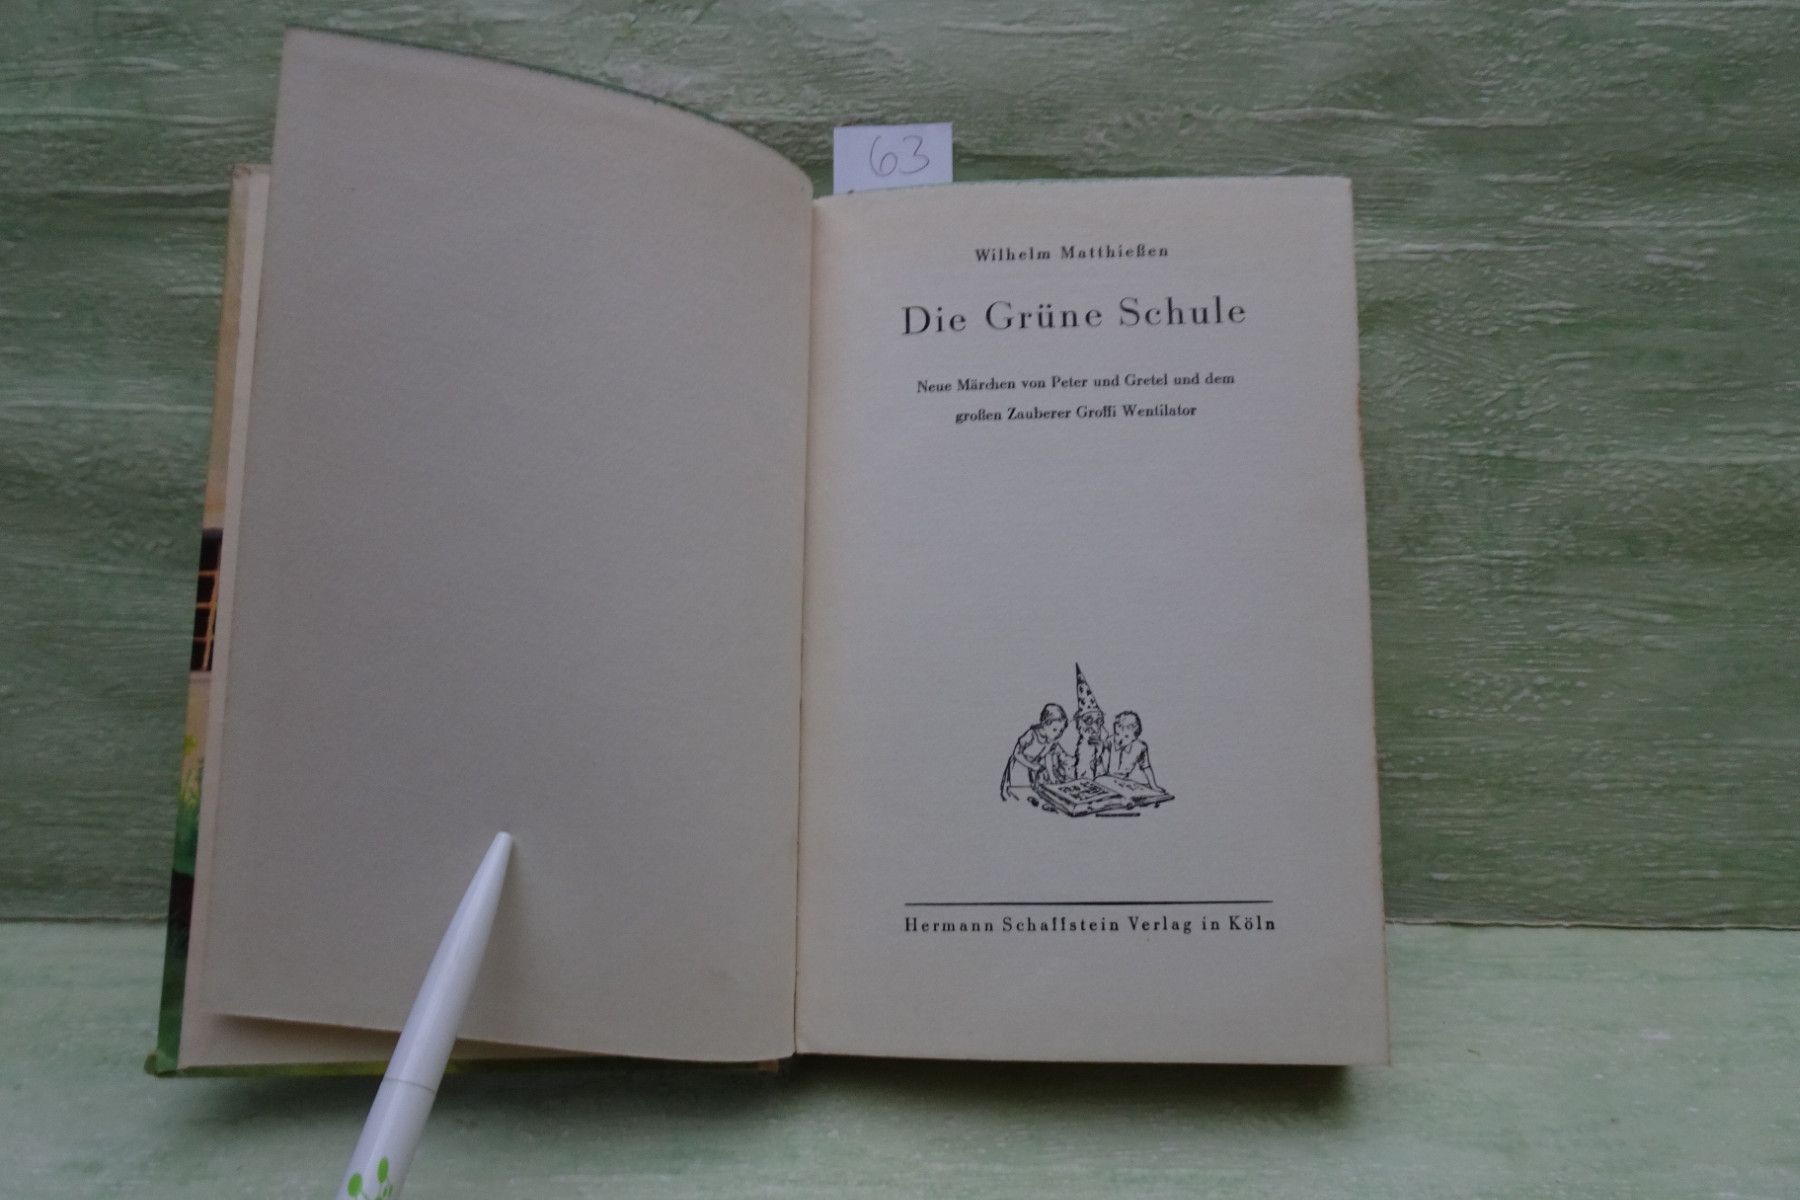 63
Wilhelm Matthießen
Die Grüne Schule
Neue Märchen von Peter und Gretel und dem
großen Zauberer Groffi Wentilator
Hermann Schaffstein Verlag in Köln